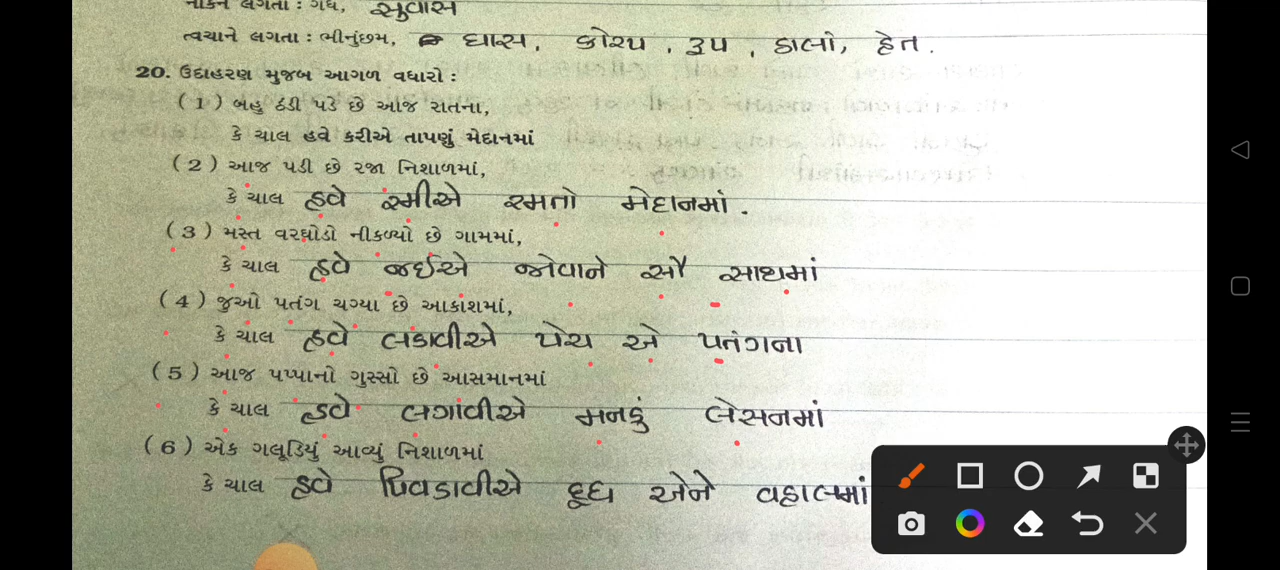 નાકને લગતા : ગંધ, સુવાસ
ત્વચાને લગતા : ભીનુંછમ, ઘાસ, કોરણ, રૂપ, ડાલો, હેત.
20. ઉદાહરણ મુજબ આગળ વધારો :
(1) બહુ ઠંડી પડે છે આજ રાતના,
કે ચાલ હવે કરીએ તાપણું મેદાનમાં
(2) આજ પડી છે રજા નિશાળમાં,
કે ચાલ હવે રમીએ રમતો મેદાનમાં.
(3) મસ્ત વરઘોડો નીકળ્યો છે ગામમાં,
કે ચાલ હવે જઈએ જોવાને સૌ સાથમાં
(4) જુઓ પતંગ ચગ્યા છે આકાશમાં,
કે ચાલ હવે લડાવીએ પેચ એ પતંગના
(5) આજ પપ્પાનો ગુસ્સો છે આસમાનમાં
કે ચાલ હવે લગાવીએ મનડું લેસનમાં
(6) એક ગલૂડિયું આવ્યું નિશાળમાં
કે ચાલ હવે પિવડાવીએ દૂધ એને વહાલમાં